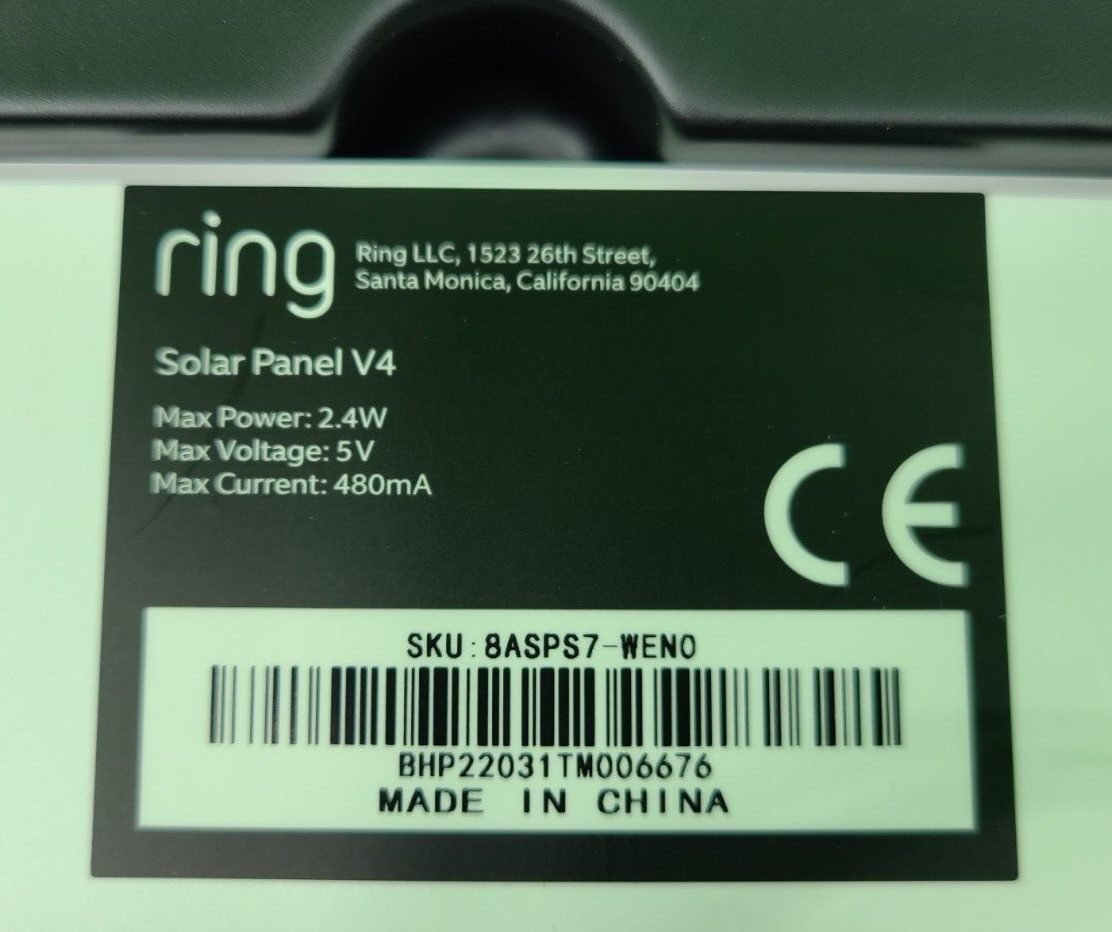 ring
Ring LLC, 1523 26th Street,
Santa Monica, California 90404
Solar Panel V4
Max Power: 2.4W
Max Voltage: 5V
Max Current: 480mA
CE
SKU:8ASPS7-WEN0
BHP22031TM006676
MADE IN CHINA